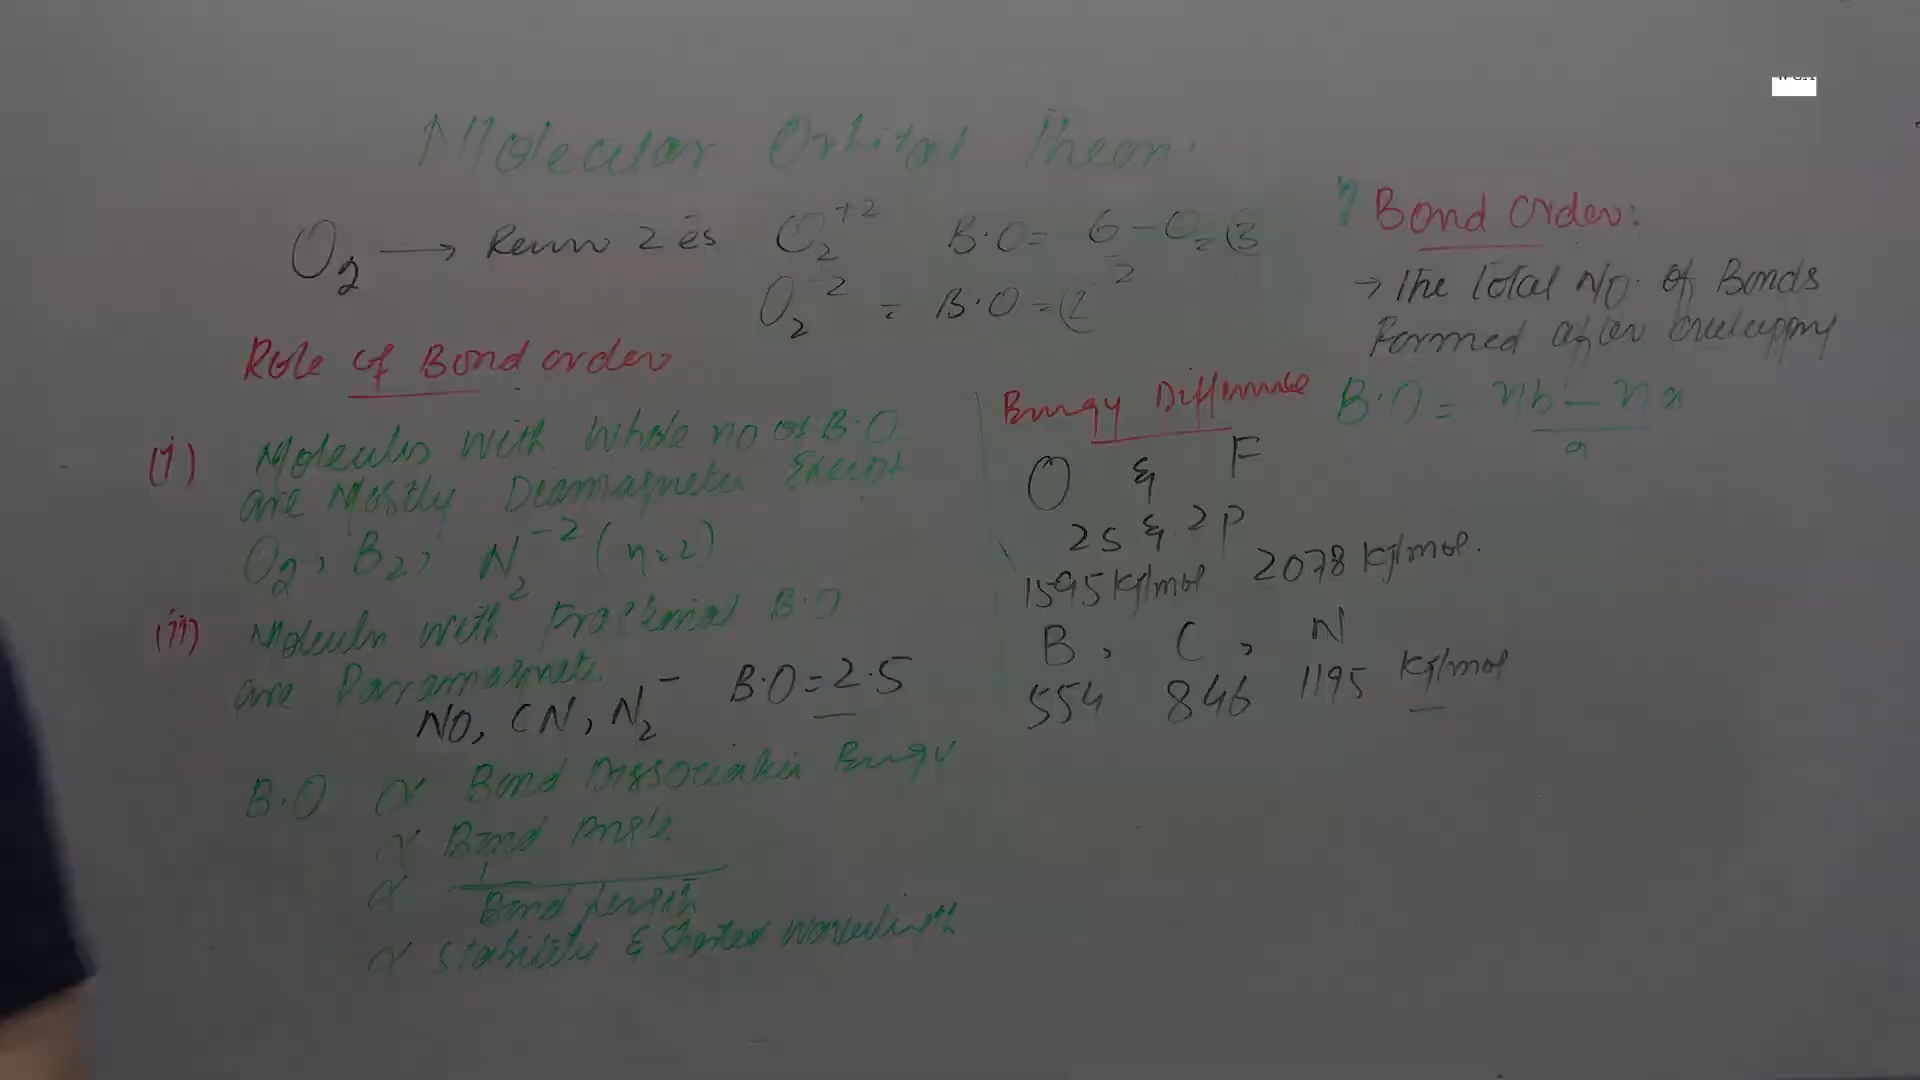 Molecular Orbital Theory
O2 → Remov 2 ēs O2+2 B·O = 6-0/2 = 3
O2-2 = B·O = 2
Role of Bond order
(i) Molecules with whole no of B·O
are Mostly Diamagnetic Except
O2, B2, N2-2 (n=2)
(ii) Molecules with Fractional B·O
are Paramagnetic
NO, CN, N2- B·O = 2.5
B·O ∝ Bond Dissociation Energy
∝ Bond Angle
∝ 1/Bond Length
∝ Stability &
Energy Difference
O & F
2s & 2p
1595 KJ/mol 2078 KJ/mol.
B, C, N
554 846 1195 KJ/mol
Bond order:
→ The Total No. of Bonds
Formed after
B·O = nb - na / 2